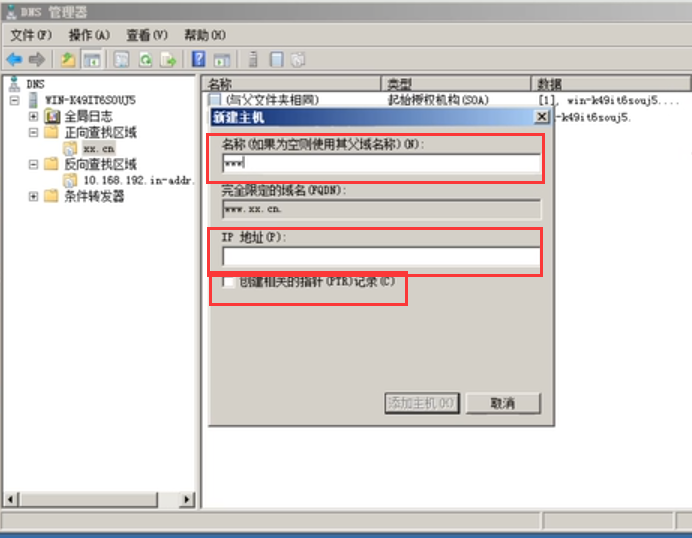 DNS 管理器
文件(F) 操作(A) 查看(V) 帮助(H)
DNS
WIN-K49IT6SOUJ5
全局日志
正向查找区域
xx.cn
反向查找区域
10.168.192.in-addr.
条件转发器
名称 类型 数据
(与父文件夹相同) 起始授权机构(SOA) [1], win-k49it6souj5....
-k49it6souj5.
新建主机
名称(如果为空则使用其父域名称)(N):
www
完全限定的域名(FQDN):
www.xx.cn.
IP 地址(P):
创建相关的指针(PTR)记录(C)
添加主机(H) 取消